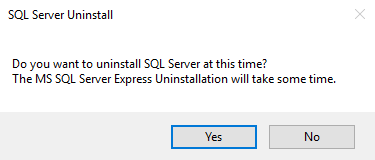 SQL Server Uninstall
Do you want to uninstall SQL Server at this time?
The MS SQL Server Express Uninstallation will take some time.
Yes
No